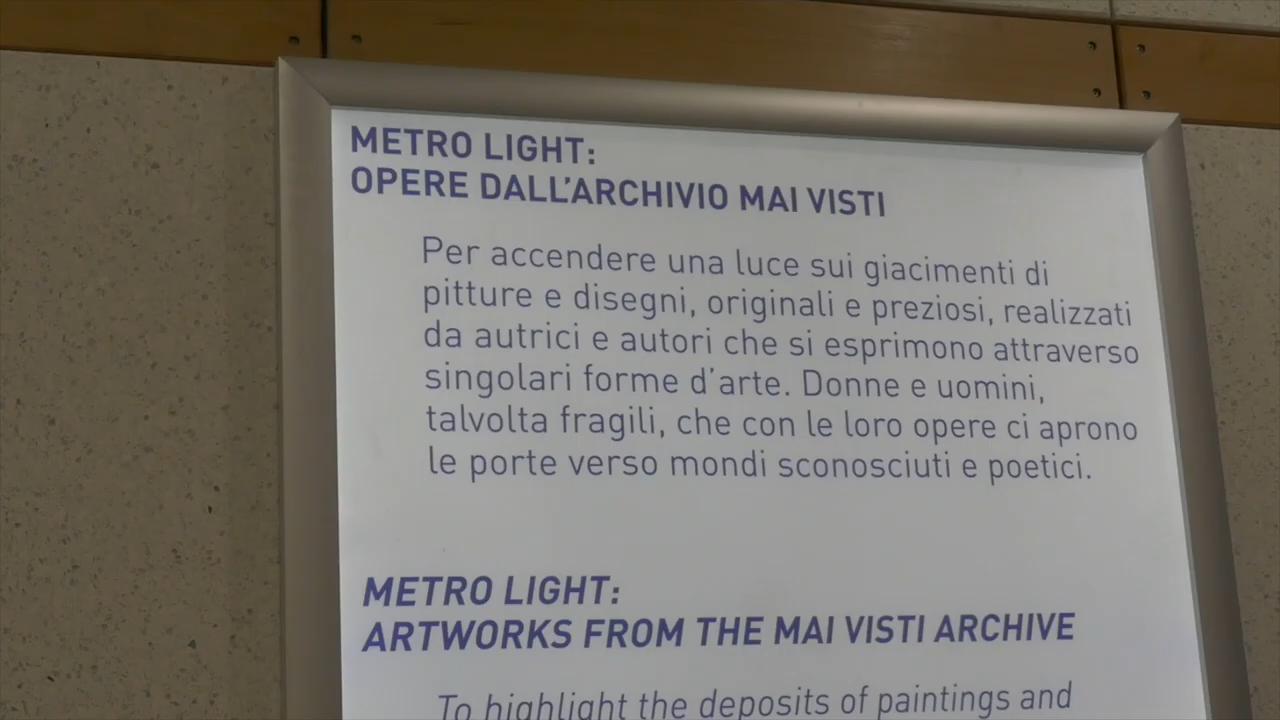 METRO LIGHT:
OPERE DALL'ARCHIVIO MAI VISTI
Per accendere una luce sui giacimenti di
pitture e disegni, originali e preziosi, realizzati
da autrici e autori che si esprimono attraverso
singolari forme d'arte. Donne e uomini,
talvolta fragili, che con le loro opere ci aprono
le porte verso mondi sconosciuti e poetici.
METRO LIGHT:
ARTWORKS FROM THE MAI VISTI ARCHIVE
To highlight the deposits of paintings and